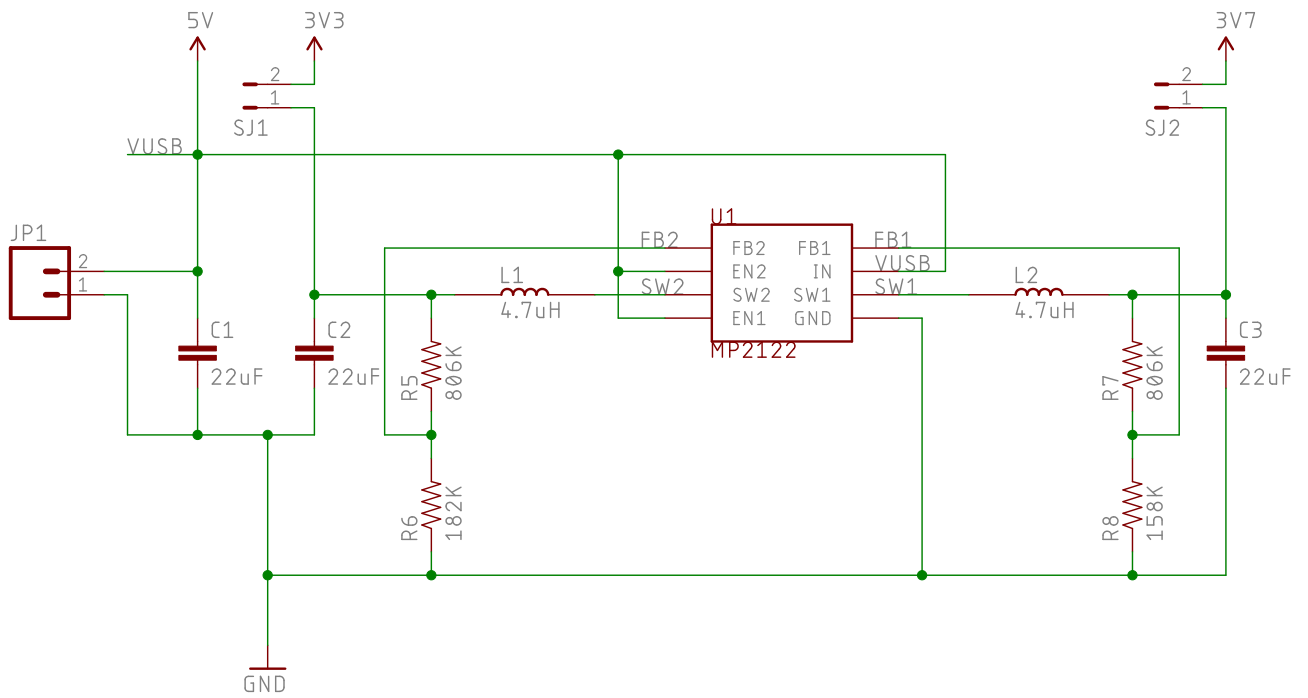 5V
3V3
3V7
2
1
SJ1
2
1
SJ2
VUSB
JP1
2
1
U1
FB2
FB2
FB1
FB1
EN2
IN
VUSB
SW2
SW2
SW1
SW1
EN1
GND
MP2122
L1
4.7uH
L2
4.7uH
C1
22uF
C2
22uF
C3
22uF
R5
806K
R7
806K
R6
182K
R8
158K
GND